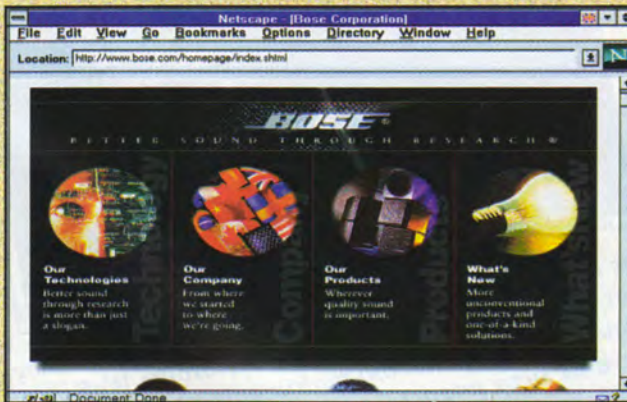 Netscape - [Bose Corporation]
File Edit View Go Bookmarks Options Directory Window Help
Location: http://www.bose.com/homepage/index.shtml
N
BOSE®
BETTER SOUND THROUGH RESEARCH®
Technology
Our
Technologies
Better sound
through research
is more than just
a slogan.
Company
Our
Company
From where
we started
to where
we're going.
Products
Our
Products
Wherever
quality sound
is important.
What's New
What's
New
More
unconventional
products and
one-of-a-kind
solutions.
Document Done